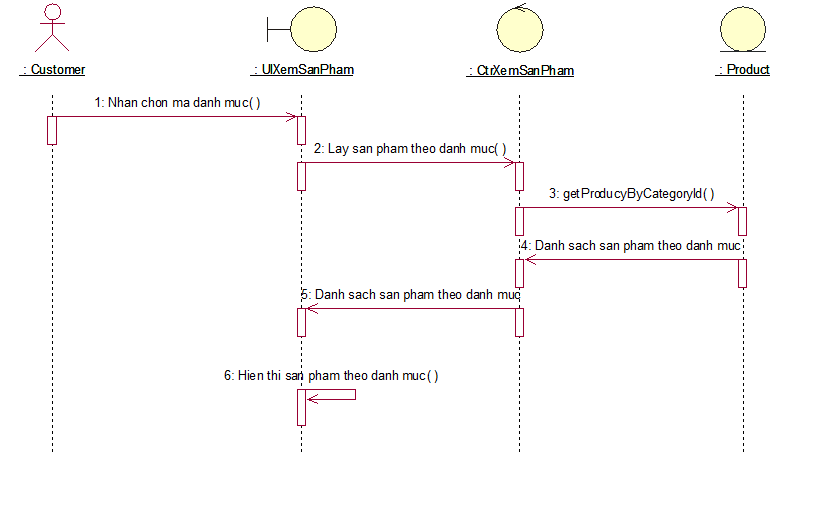 : Customer
: UIXemSanPham
: CtrXemSanPham
: Product
1: Nhan chon ma danh muc( )
2: Lay san pham theo danh muc( )
3: getProducyByCategoryId( )
4: Danh sach san pham theo danh muc
5: Danh sach san pham theo danh muc
6: Hien thi san pham theo danh muc( )